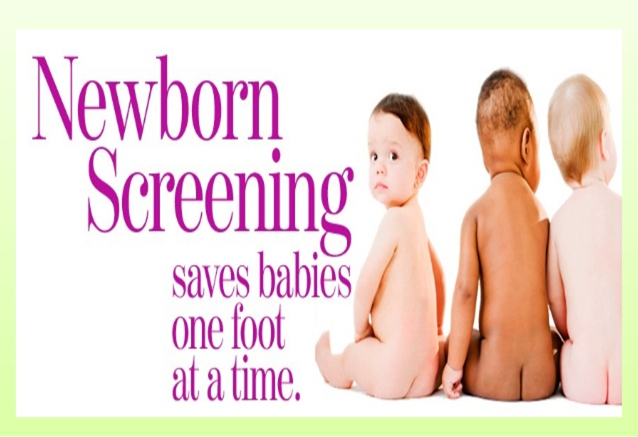 Newborn
Screening
saves babies
one foot
at a time.